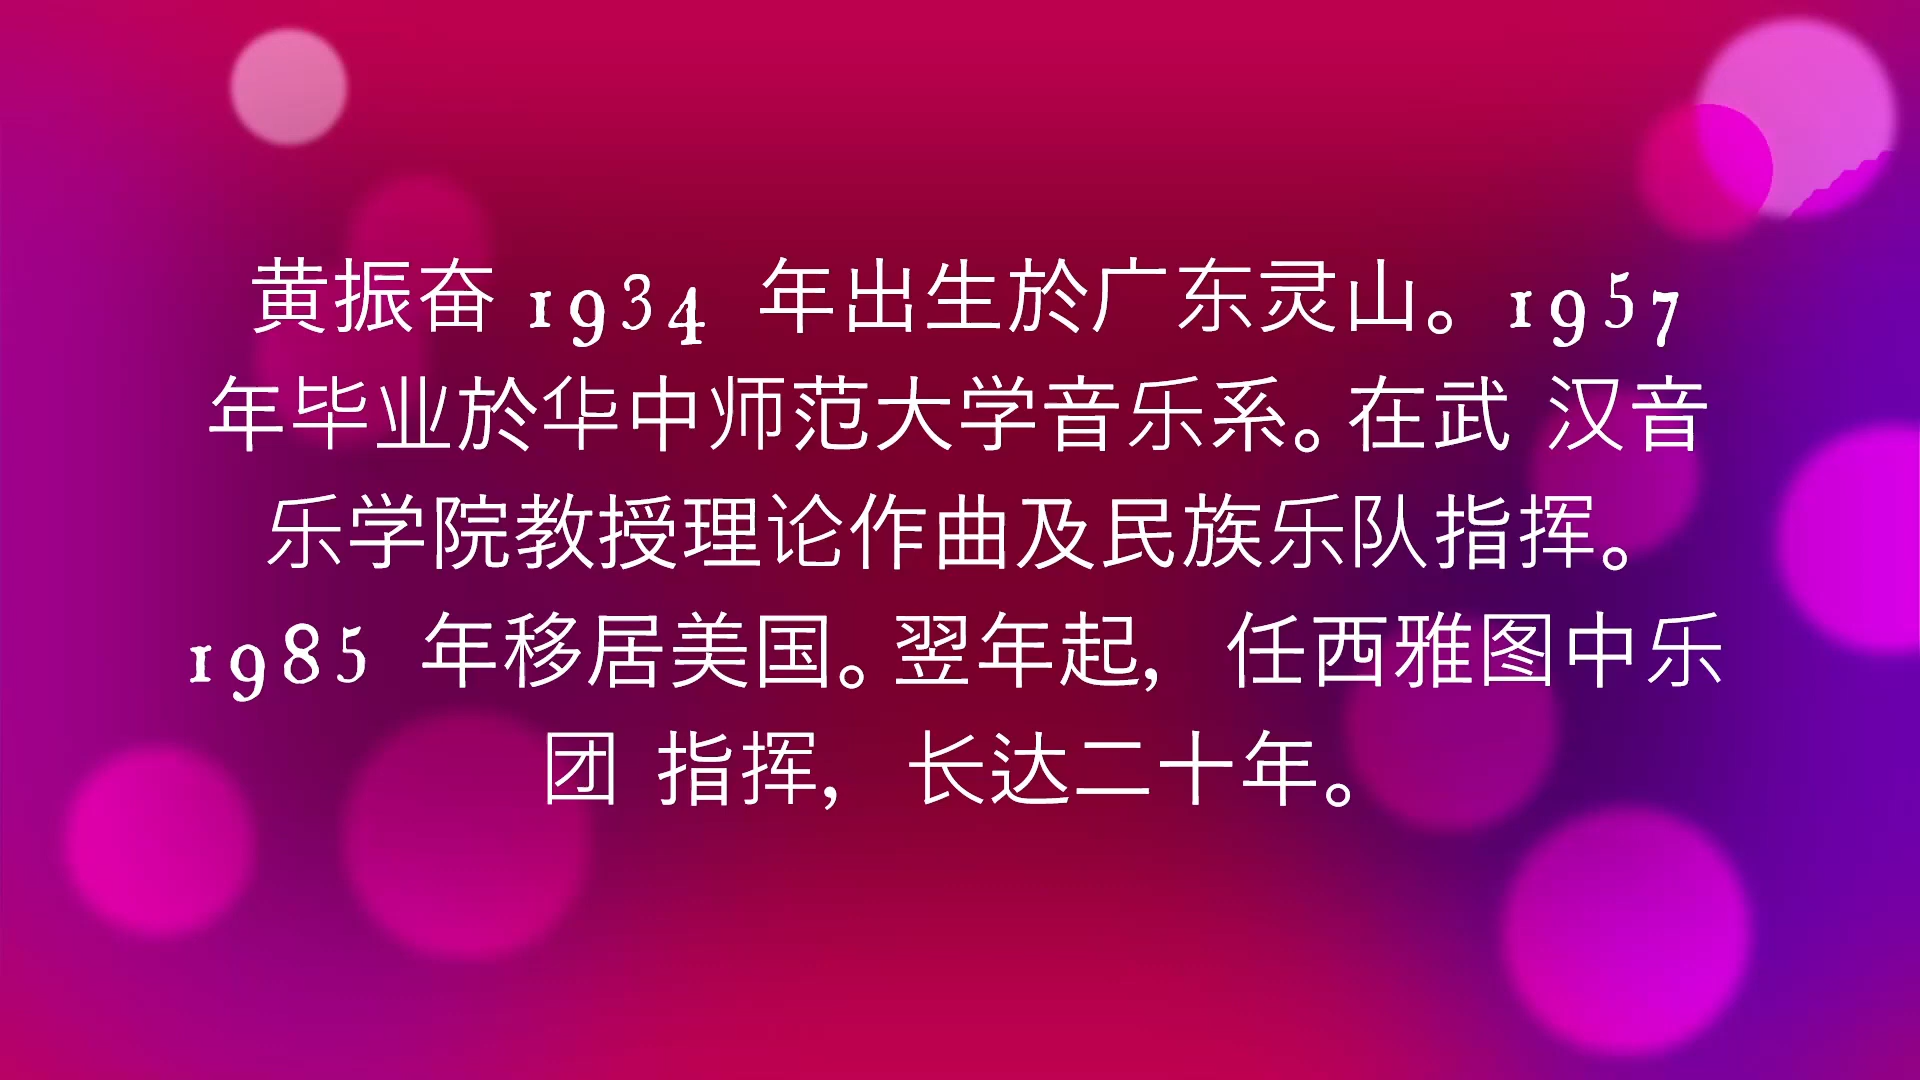 黄振奋 1934 年出生於广东灵山。1957
年毕业於华中师范大学音乐系。在武 汉音
乐学院教授理论作曲及民族乐队指挥。
1985 年移居美国。翌年起, 任西雅图中乐
团 指挥, 长达二十年。